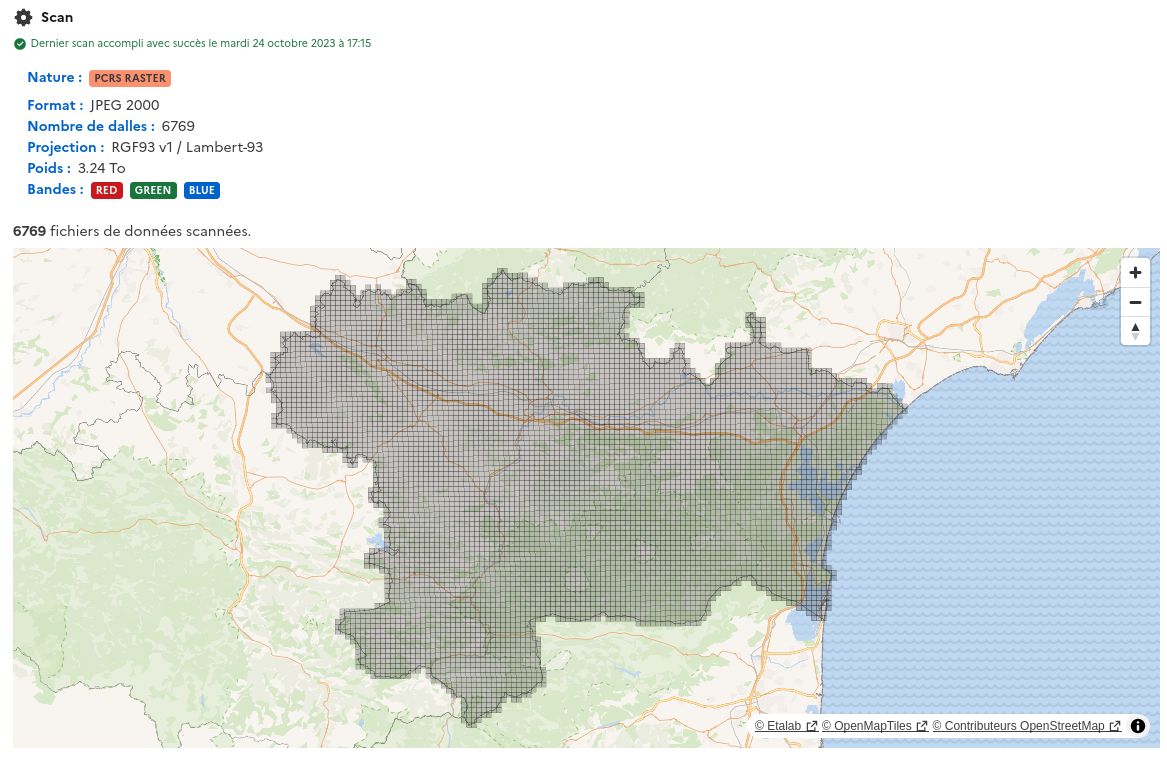 Scan
Dernier scan accompli avec succès le mardi 24 octobre 2023 à 17:15
Nature : PCRS RASTER
Format : JPEG 2000
Nombre de dalles : 6769
Projection : RGF93 v1 / Lambert-93
Poids : 3.24 To
Bandes : RED GREEN BLUE
6769 fichiers de données scannées.
© Etalab © OpenMapTiles © Contributeurs OpenStreetMap